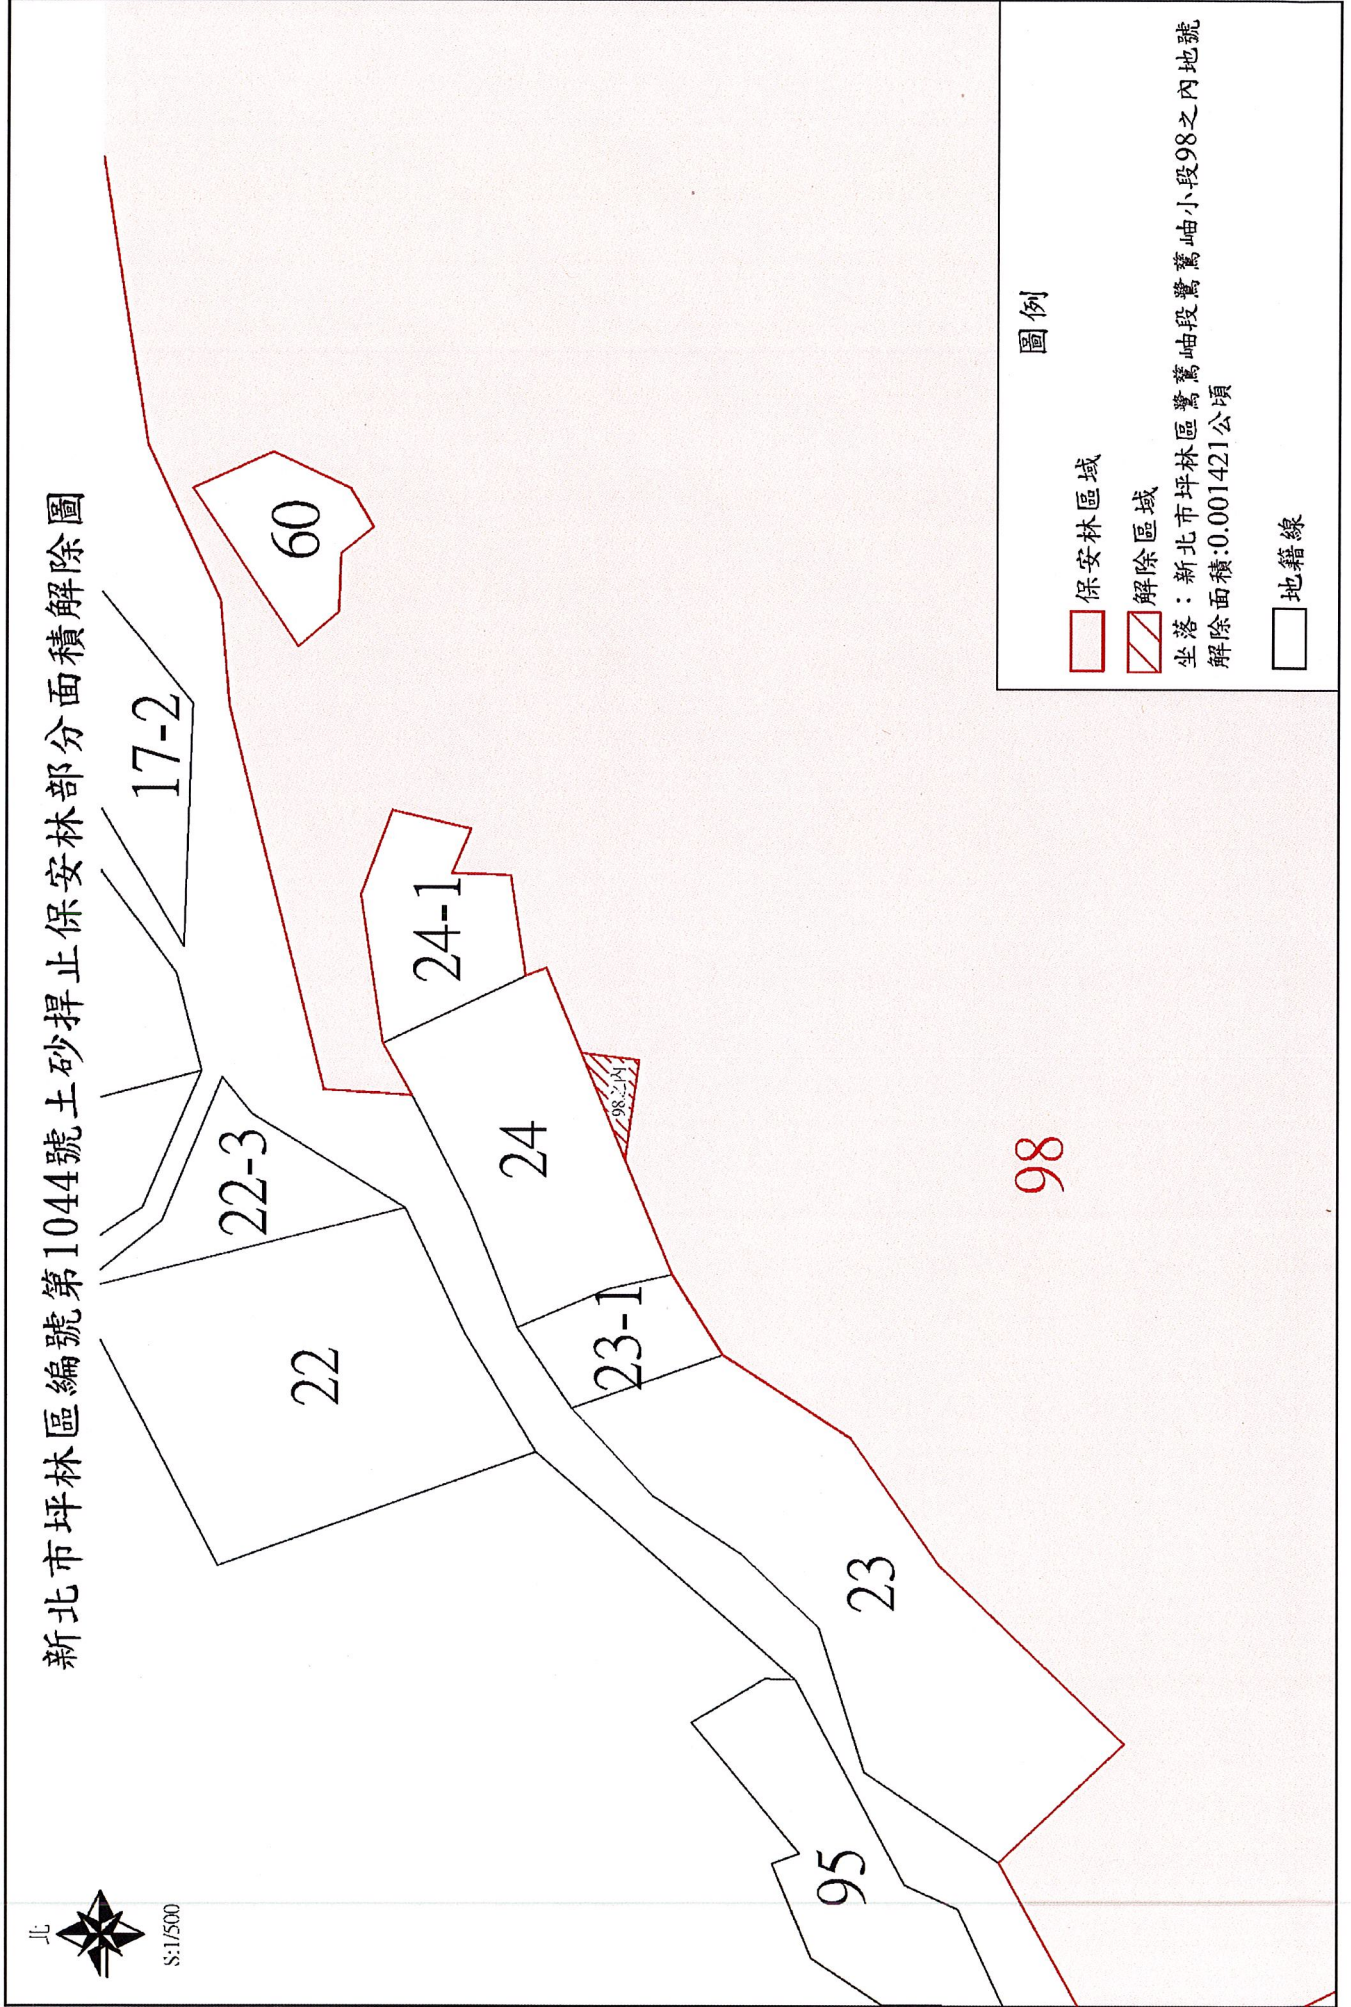 新北市坪林區編號第1044號土砂捍止保安林部分面積解除圖
北
S:1/500
17-2
60
22-3
22
24-1
24
98之內
23-1
23
95
98
圖例
保安林區域
解除區域
坐落：新北市坪林區鷺鶿岫段鷺鶿岫小段98之內地號
解除面積:0.001421公頃
地籍線